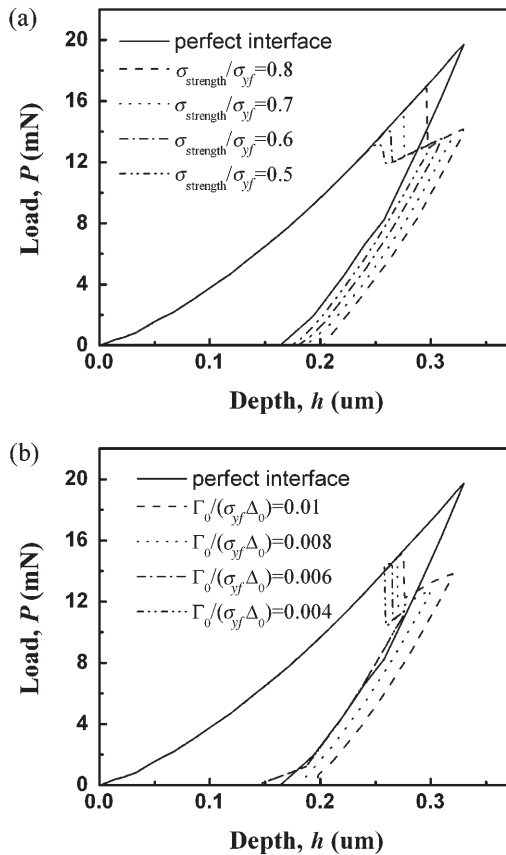 (a)
20
16
12
8
4
0
Load, P (mN)
perfect interface
σstrength/σyf=0.8
σstrength/σyf=0.7
σstrength/σyf=0.6
σstrength/σyf=0.5
0.0 0.1 0.2 0.3
Depth, h (um)
(b)
20
16
12
8
4
0
Load, P (mN)
perfect interface
Γ0/(σyfΔ0)=0.01
Γ0/(σyfΔ0)=0.008
Γ0/(σyfΔ0)=0.006
Γ0/(σyfΔ0)=0.004
0.0 0.1 0.2 0.3
Depth, h (um)